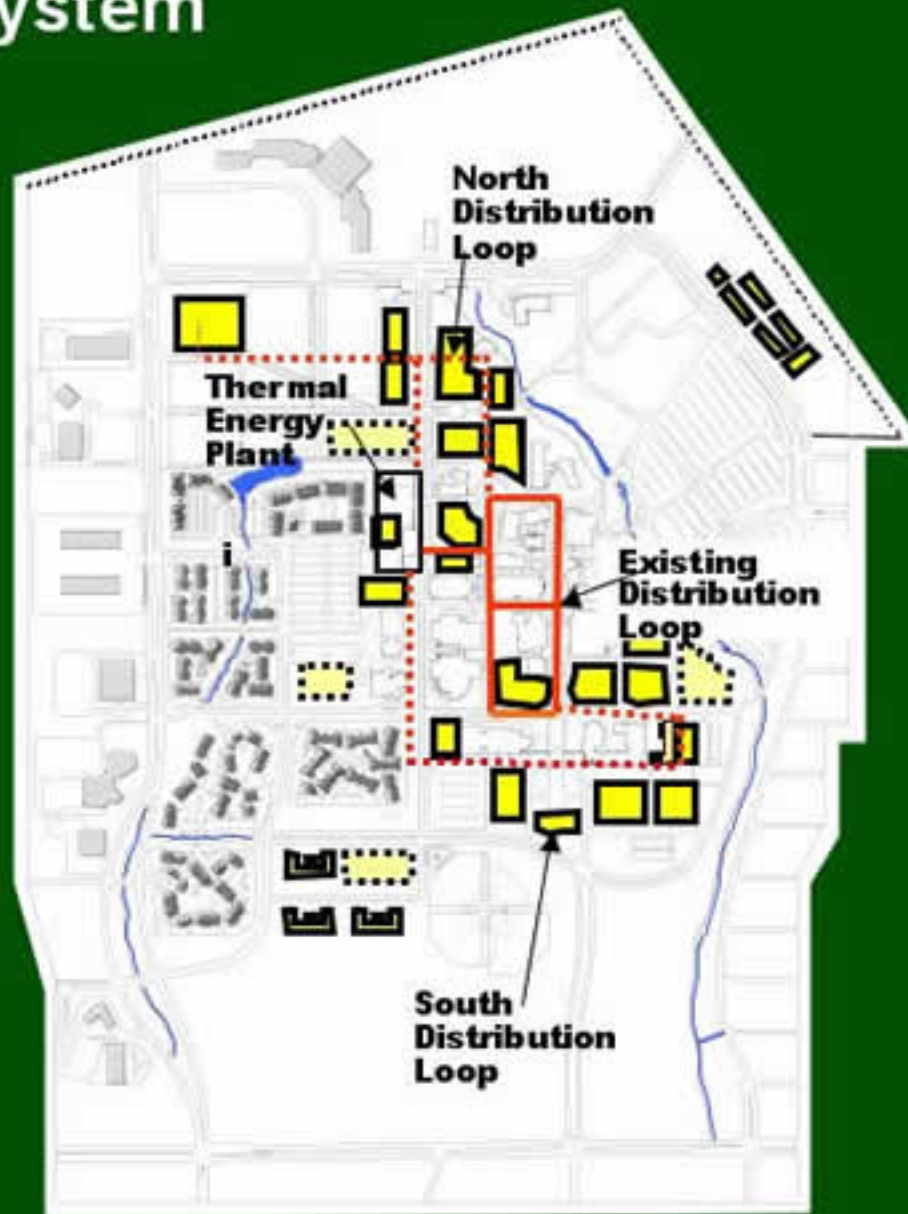 ystem
North
Distribution
Loop
Thermal
Energy
Plant
i
Existing
Distribution
Loop
South
Distribution
Loop